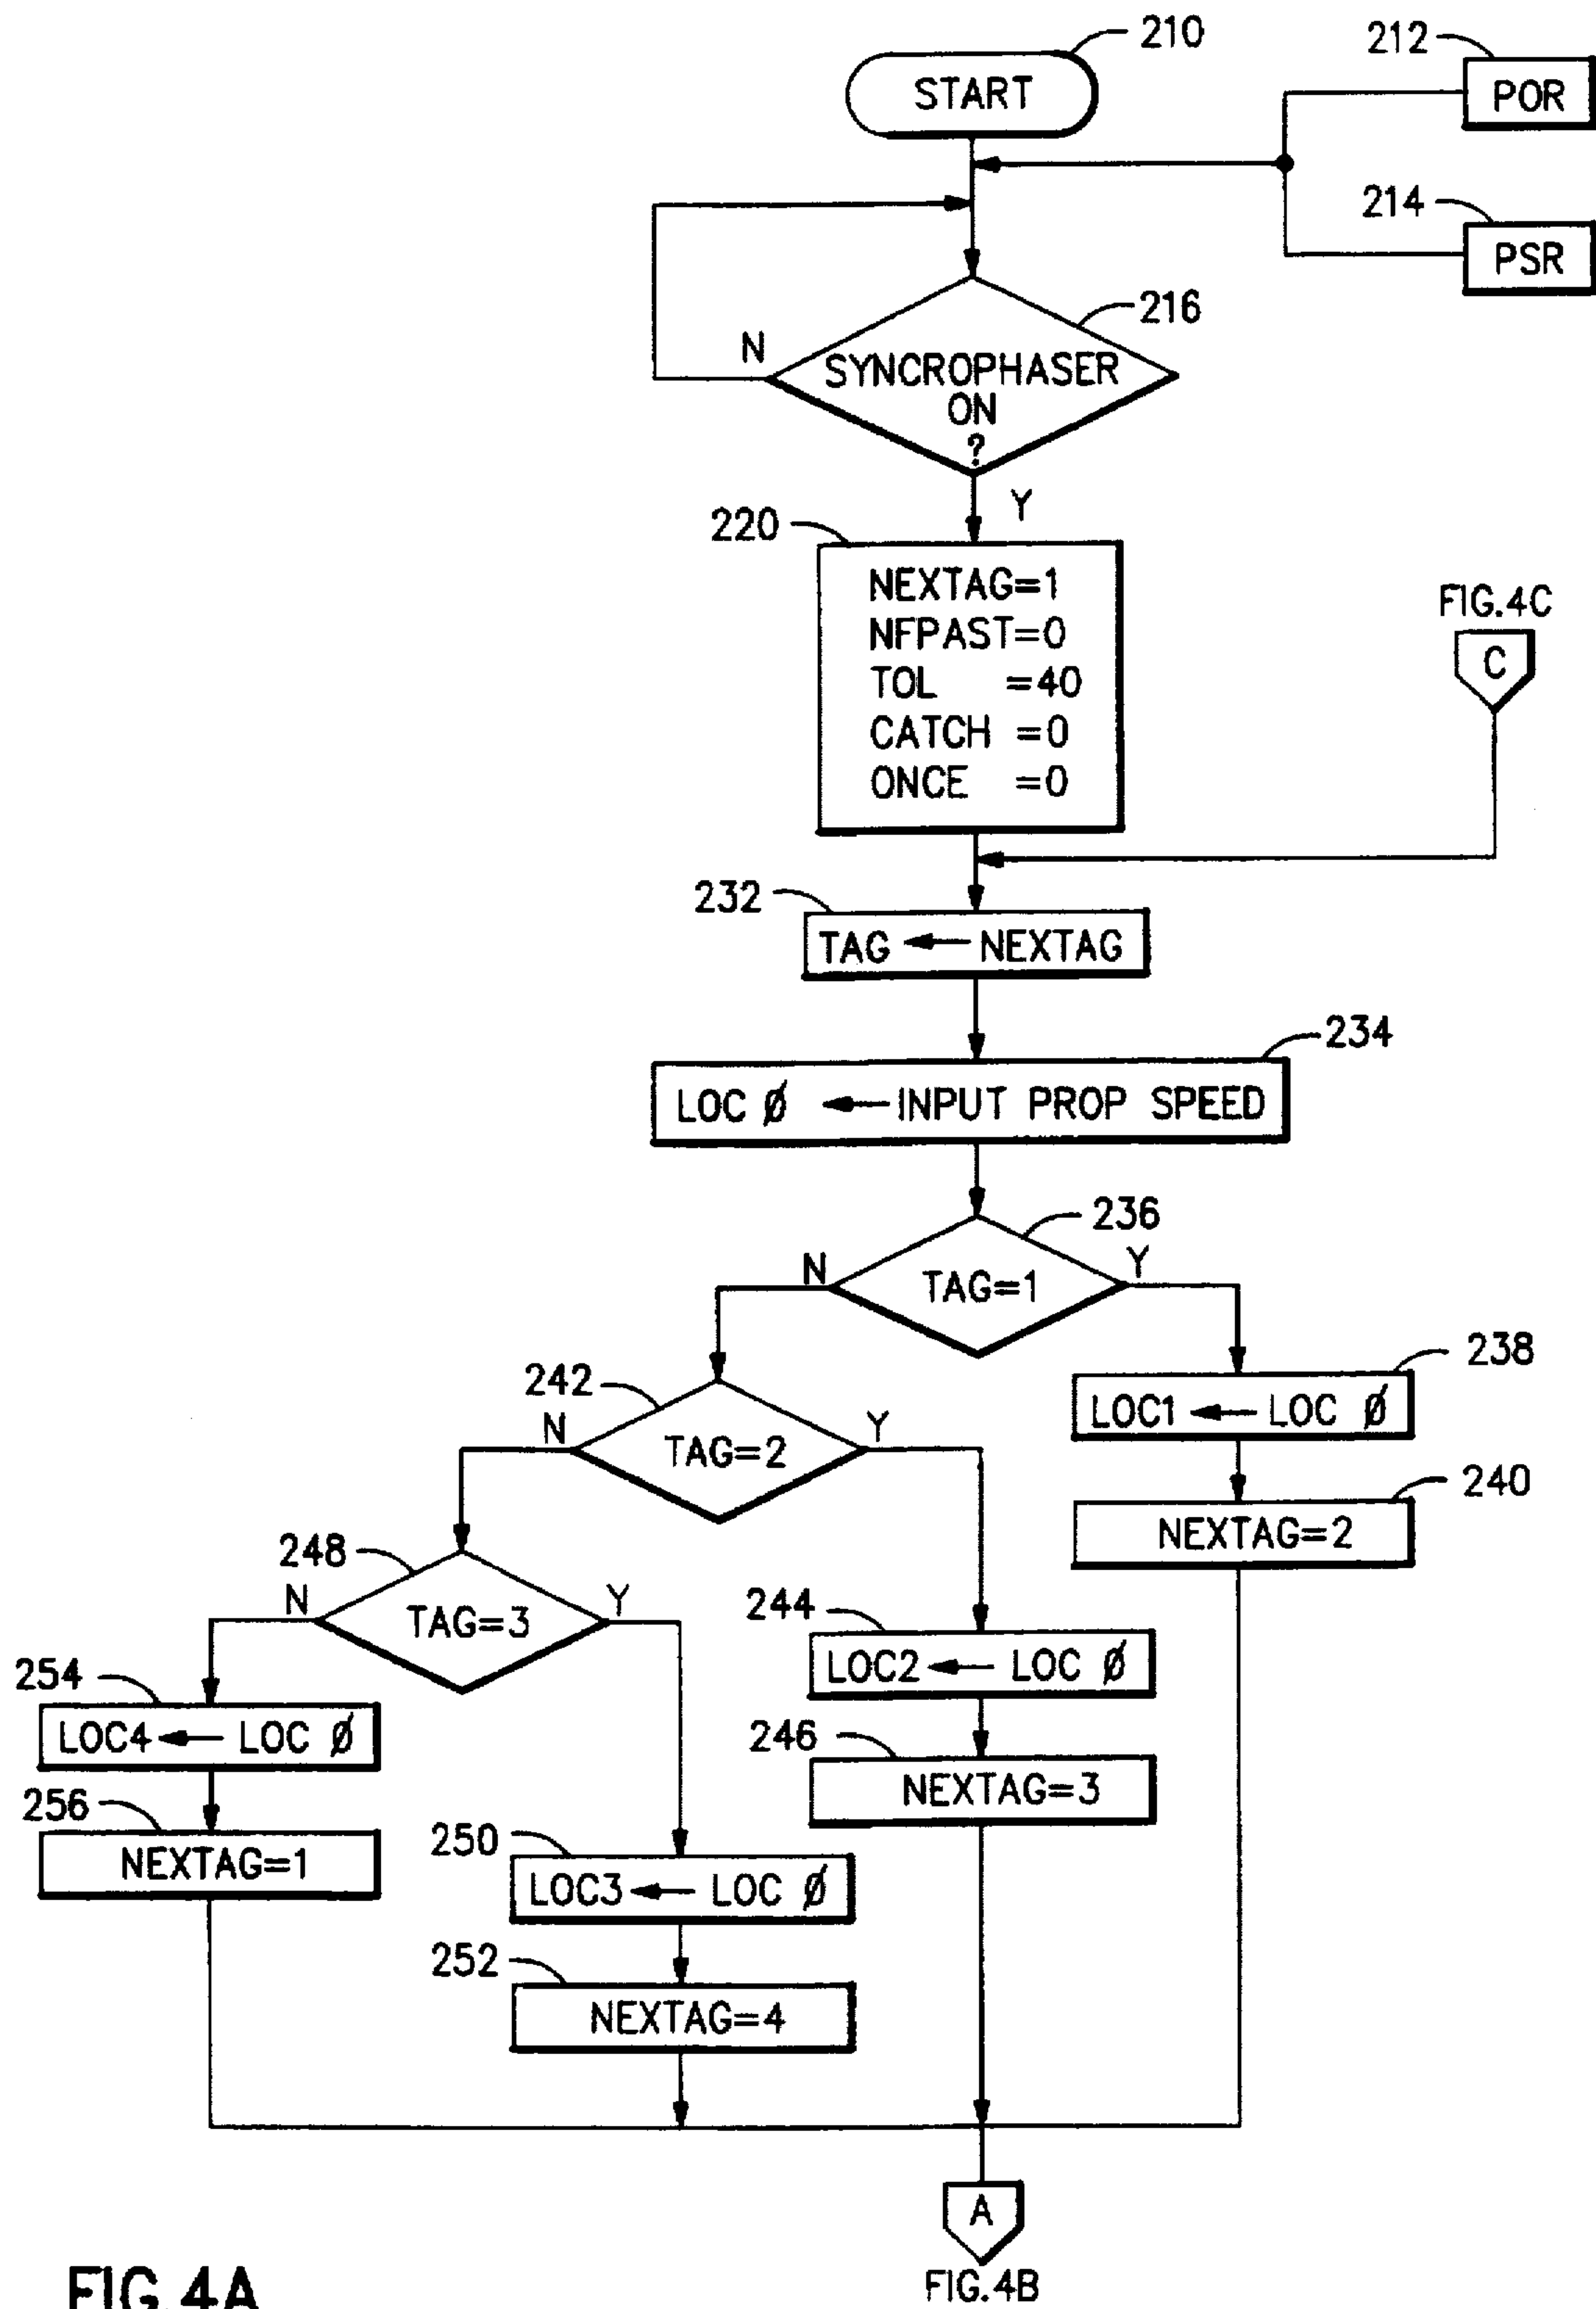 210
START
212
POR
214
PSR
216
N
SYNCROPHASER
ON
?
Y
220
NEXTAG=1
NFPAST=0
TOL =40
CATCH =0
ONCE =0
FIG.4C
C
232
TAG ← NEXTAG
234
LOC Ø ← INPUT PROP SPEED
236
N
TAG=1
Y
238
LOC1 ← LOC Ø
240
NEXTAG=2
242
N
TAG=2
Y
244
LOC2 ← LOC Ø
246
NEXTAG=3
248
N
TAG=3
Y
250
LOC3 ← LOC Ø
252
NEXTAG=4
254
LOC4 ← LOC Ø
256
NEXTAG=1
A
FIG.4B
FIG.4A